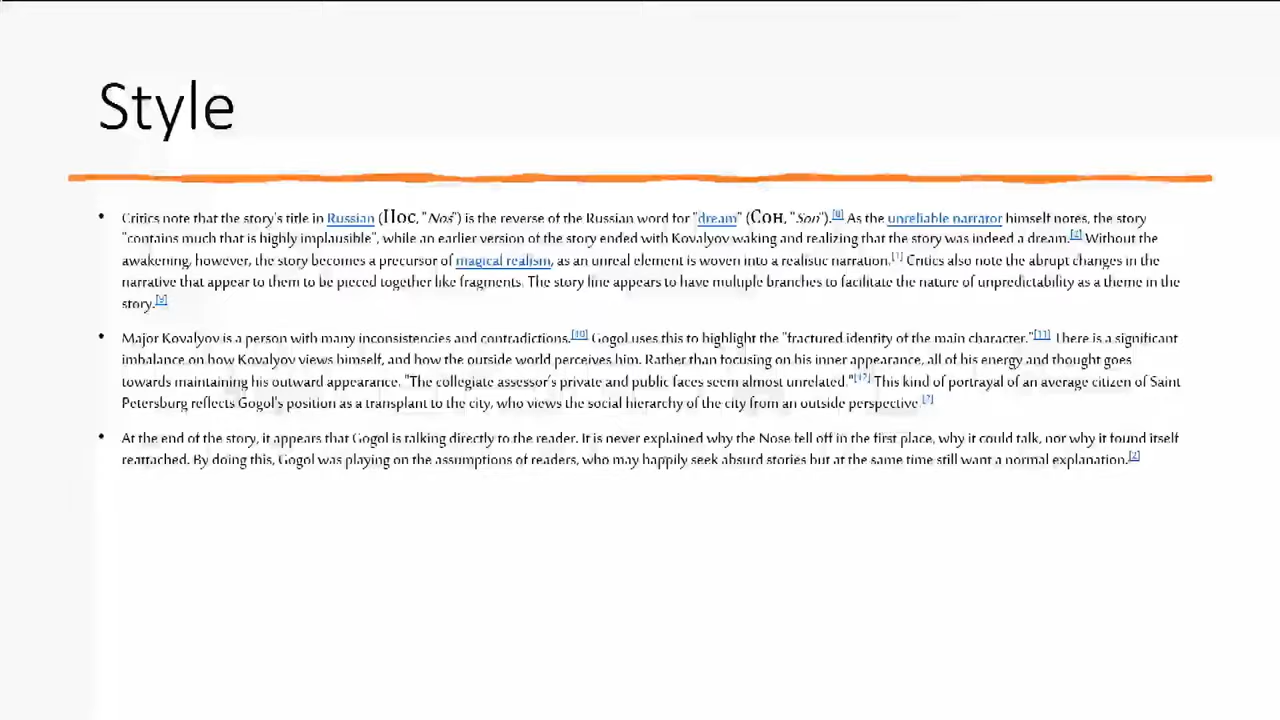 Style
• Critics note that the story's title in Russian (Нос, "Nos") is the reverse of the Russian word for "dream" (Сон, "Son").[8] As the unreliable narrator himself notes, the story
"contains much that is highly implausible", while an earlier version of the story ended with Kovalyov waking and realizing that the story was indeed a dream.[2] Without the
awakening, however, the story becomes a precursor of magical realism, as an unreal element is woven into a realistic narration.[1] Critics also note the abrupt changes in the
narrative that appear to them to be pieced together like fragments. The story line appears to have multiple branches to facilitate the nature of unpredictability as a theme in the
story.[9]
• Major Kovalyov is a person with many inconsistencies and contradictions.[10] Gogol uses this to highlight the "fractured identity of the main character."[11] There is a significant
imbalance on how Kovalyov views himself, and how the outside world perceives him. Rather than focusing on his inner appearance, all of his energy and thought goes
towards maintaining his outward appearance. "The collegiate assessor's private and public faces seem almost unrelated."[12] This kind of portrayal of an average citizen of Saint
Petersburg reflects Gogol's position as a transplant to the city, who views the social hierarchy of the city from an outside perspective.[7]
• At the end of the story, it appears that Gogol is talking directly to the reader. It is never explained why the Nose fell off in the first place, why it could talk, nor why it found itself
reattached. By doing this, Gogol was playing on the assumptions of readers, who may happily seek absurd stories but at the same time still want a normal explanation.[2]